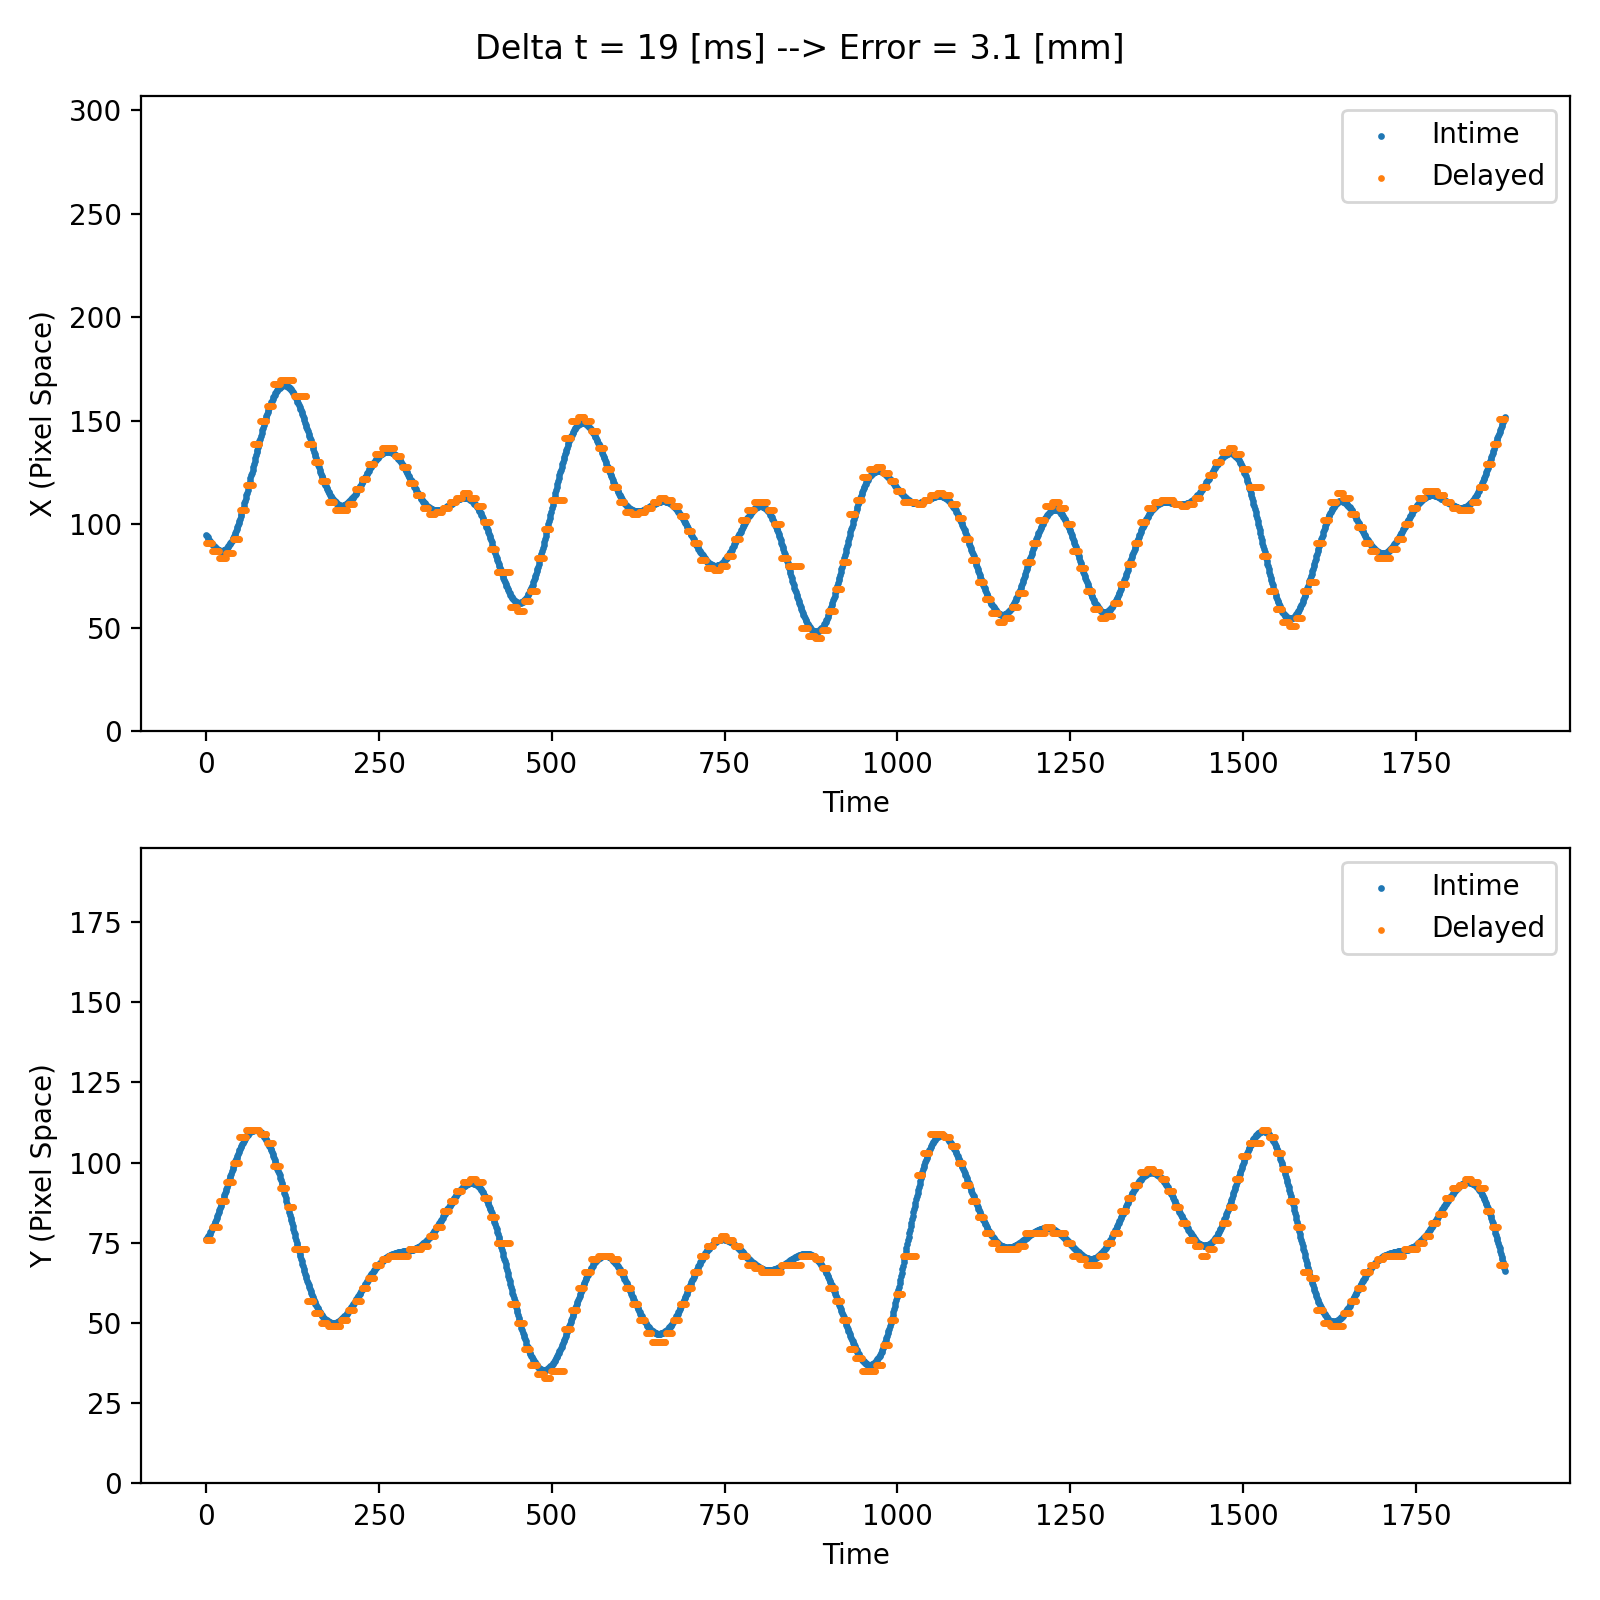 Delta t = 19 [ms] --> Error = 3.1 [mm]
300
250
200
150
100
50
0
X (Pixel Space)
Intime
Delayed
0 250 500 750 1000 1250 1500 1750
Time
175
150
125
100
75
50
25
0
Y (Pixel Space)
Intime
Delayed
0 250 500 750 1000 1250 1500 1750
Time